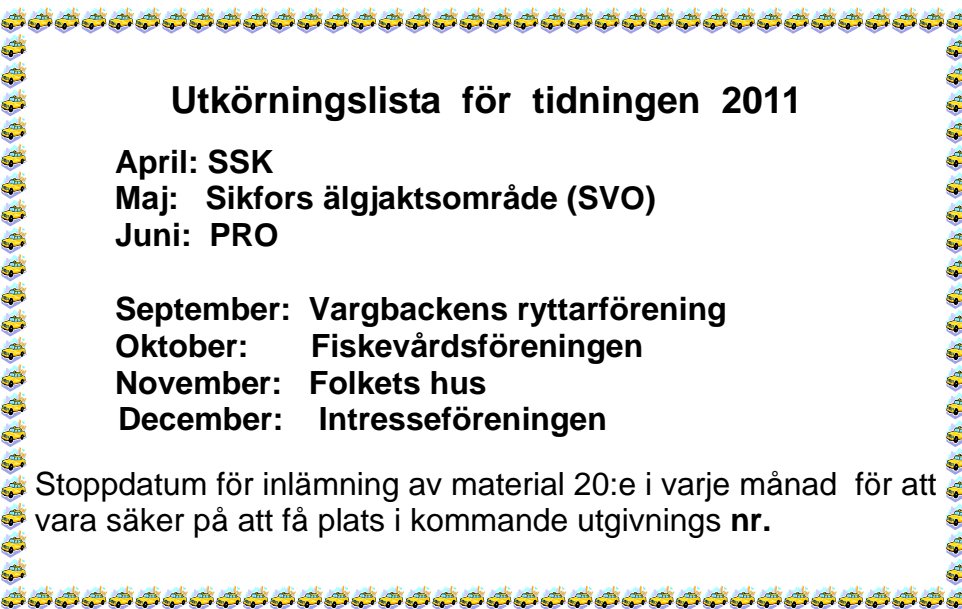 Utkörningslista för tidningen 2011
April: SSK
Maj: Sikfors älgjaktsområde (SVO)
Juni: PRO
September: Vargbackens ryttarförening
Oktober: Fiskevårdsföreningen
November: Folkets hus
December: Intresseföreningen
Stoppdatum för inlämning av material 20:e i varje månad för att
vara säker på att få plats i kommande utgivnings nr.